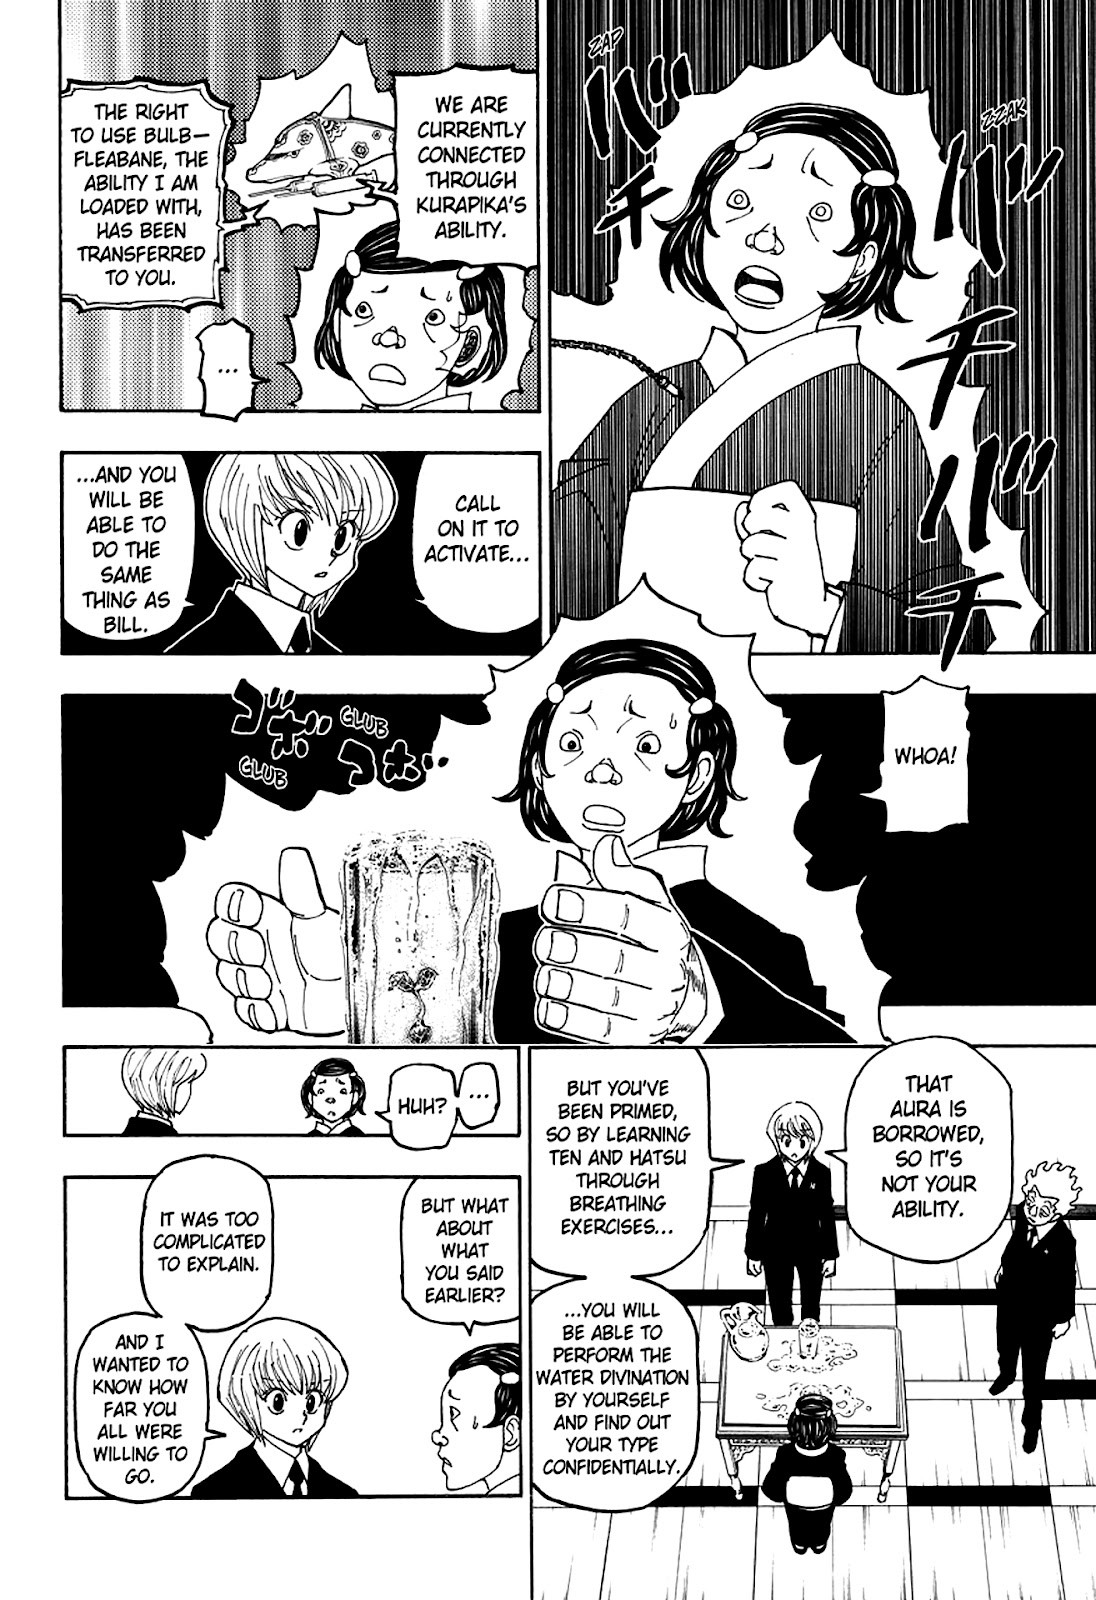 ZAP
バ
バ
チ
ZZAK
バ
ン
チ
チ
バ
チ
WE ARE
CURRENTLY
CONNECTED
THROUGH
KURAPIKA'S
ABILITY.
THE RIGHT
TO USE BULB—
FLEABANE, THE
ABILITY I AM
LOADED WITH,
HAS BEEN
TRANSFERRED
TO YOU.
...
CALL
ON IT TO
ACTIVATE...
...AND YOU
WILL BE
ABLE TO
DO THE
SAME
THING AS
BILL.
WHOA!
ゴボ
GLUB
ゴボ
GLUB
THAT
AURA IS
BORROWED,
SO IT'S
NOT YOUR
ABILITY.
BUT YOU'VE
BEEN PRIMED,
SO BY LEARNING
TEN AND HATSU
THROUGH
BREATHING
EXERCISES...
...YOU WILL
BE ABLE TO
PERFORM THE
WATER DIVINATION
BY YOURSELF
AND FIND OUT
YOUR TYPE
CONFIDENTIALLY.
...
HUH?
BUT WHAT
ABOUT
WHAT
YOU SAID
EARLIER?
IT WAS TOO
COMPLICATED
TO EXPLAIN.
AND I
WANTED TO
KNOW HOW
FAR YOU
ALL WERE
WILLING TO
GO.